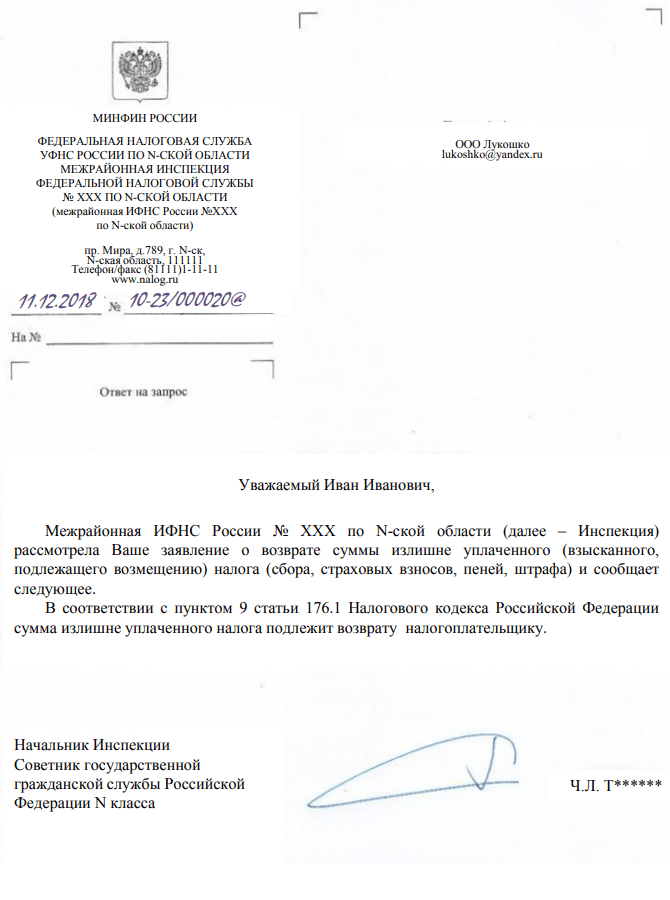 МИНФИН РОССИИ
ФЕДЕРАЛЬНАЯ НАЛОГОВАЯ СЛУЖБА
УФНС РОССИИ ПО N-СКОЙ ОБЛАСТИ
МЕЖРАЙОННАЯ ИНСПЕКЦИЯ
ФЕДЕРАЛЬНОЙ НАЛОГОВОЙ СЛУЖБЫ
№ XXX ПО N-СКОЙ ОБЛАСТИ
(межрайонная ИФНС России №XXX
по N-ской области)
пр. Мира, д.789, г. N-ск,
N-ская область, 111111
Телефон/факс (81111)1-11-11
www.nalog.ru
11.12.2018 № 10-23/000020@
На №
Ответ на запрос
ООО Лукошко
lukoshko@yandex.ru
Уважаемый Иван Иванович,
Межрайонная ИФНС России № XXX по N-ской области (далее – Инспекция)
рассмотрела Ваше заявление о возврате суммы излишне уплаченного (взысканного,
подлежащего возмещению) налога (сбора, страховых взносов, пеней, штрафа) и сообщает
следующее.
В соответствии с пунктом 9 статьи 176.1 Налогового кодекса Российской Федерации
сумма излишне уплаченного налога подлежит возврату налогоплательщику.
Начальник Инспекции
Советник государственной
гражданской службы Российской
Федерации N класса
Ч.Л. Т******